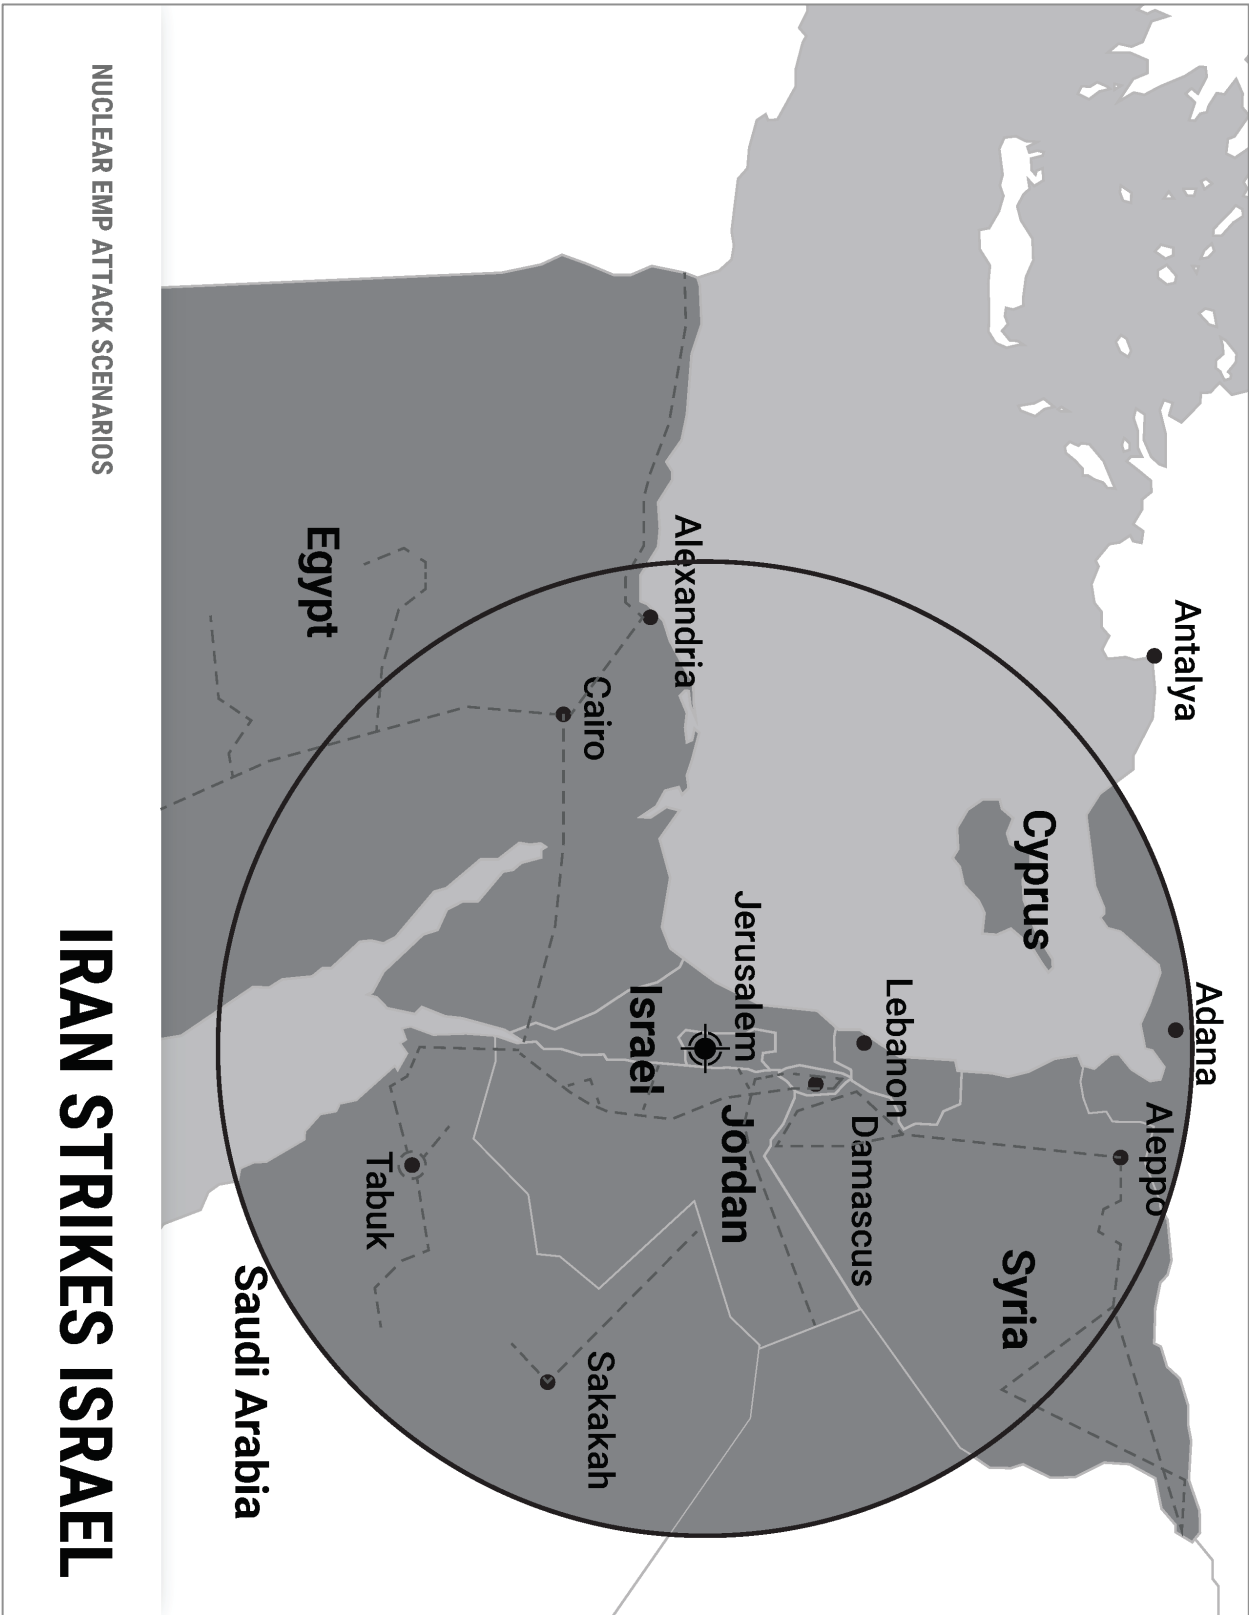 NUCLEAR EMP ATTACK SCENARIOS
IRAN STRIKES ISRAEL
Antalya
Adana
Aleppo
Cyprus
Syria
Lebanon
Damascus
Jerusalem
Jordan
Alexandria
Israel
Cairo
Sakakah
Tabuk
Egypt
Saudi Arabia